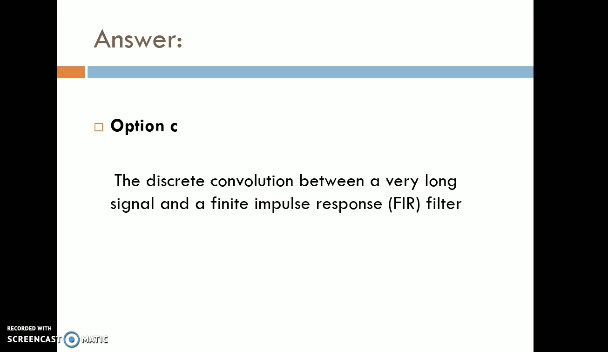 Answer:
Option c
The discrete convolution between a very long
signal and a finite impulse response (FIR) filter
RECORDED WITH
SCREENCAST MATIC